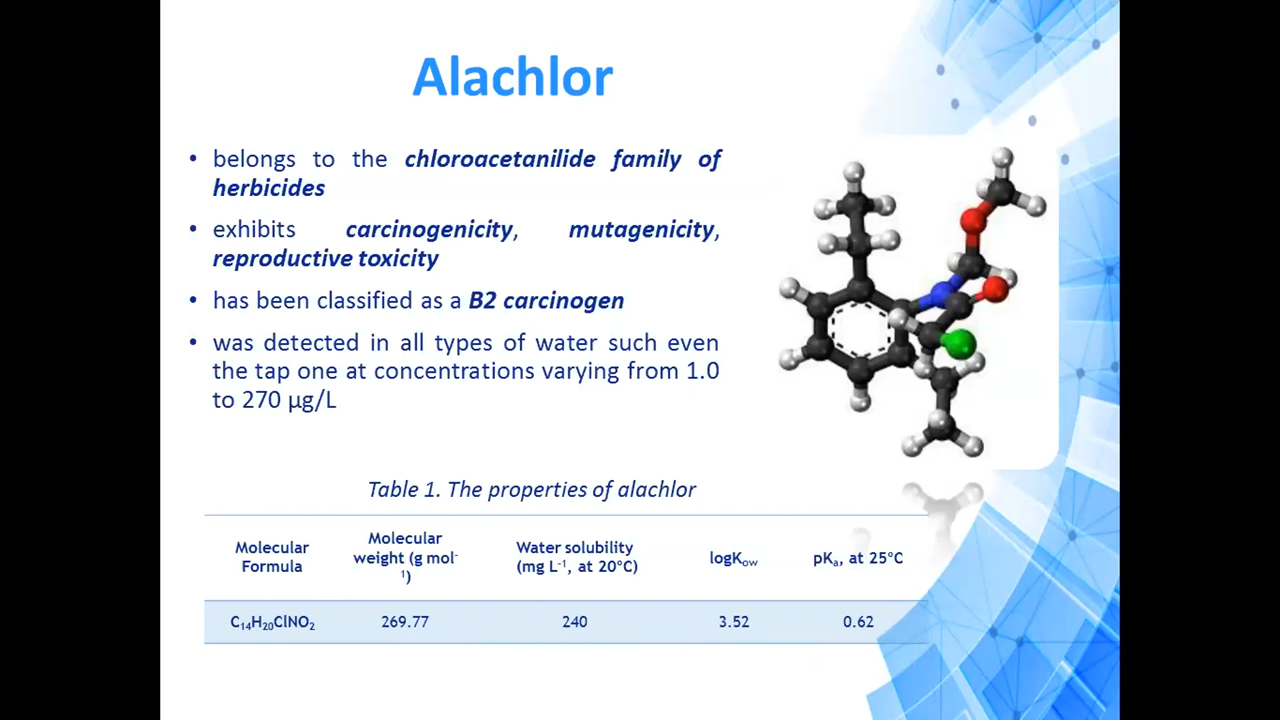 Alachlor
• belongs to the chloroacetanilide family of
herbicides
• exhibits carcinogenicity, mutagenicity,
reproductive toxicity
• has been classified as a B2 carcinogen
• was detected in all types of water such even
the tap one at concentrations varying from 1.0
to 270 µg/L
Table 1. The properties of alachlor
Molecular
Formula
Molecular
weight (g mol⁻
¹)
Water solubility
(mg L⁻¹, at 20°C)
logKow
pKa, at 25°C
C₁₄H₂₀ClNO₂
269.77
240
3.52
0.62